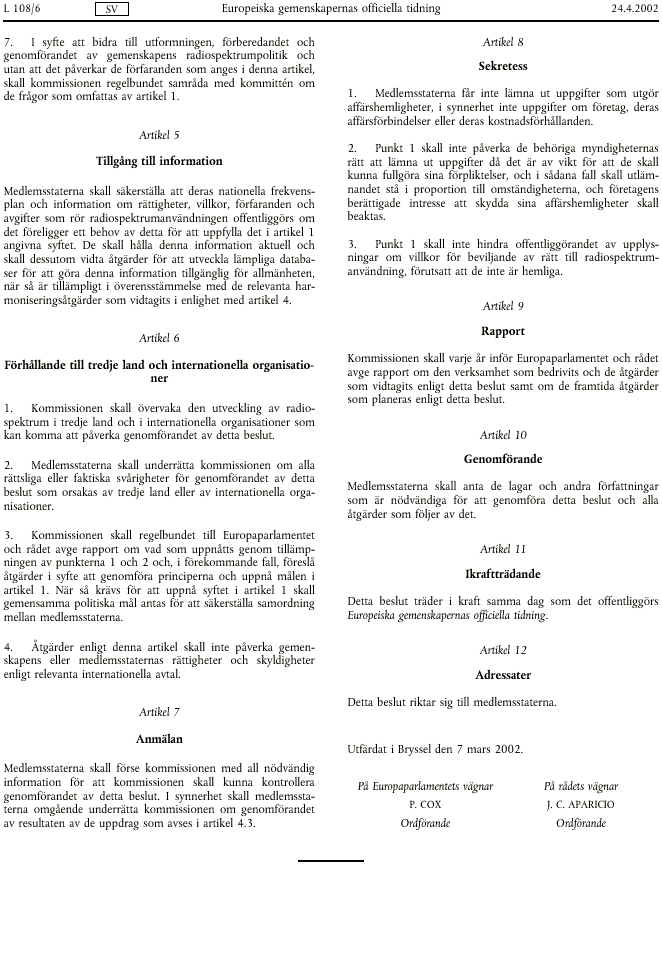 L 108/6
SV
Europeiska gemenskapernas officiella tidning
24.4.2002
7. I syfte att bidra till utformningen, förberedandet och
genomförandet av gemenskapens radiospektrumpolitik och
utan att det påverkar de förfaranden som anges i denna artikel,
skall kommissionen regelbundet samråda med kommittén om
de frågor som omfattas av artikel 1.
Artikel 5
Tillgång till information
Medlemsstaterna skall säkerställa att deras nationella frekvens-
plan och information om rättigheter, villkor, förfaranden och
avgifter som rör radiospektrumanvändningen offentliggörs om
det föreligger ett behov av detta för att uppfylla det i artikel 1
angivna syftet. De skall hålla denna information aktuell och
skall dessutom vidta åtgärder för att utveckla lämpliga databa-
ser för att göra denna information tillgänglig för allmänheten,
när så är tillämpligt i överensstämmelse med de relevanta har-
moniseringsåtgärder som vidtagits i enlighet med artikel 4.
Artikel 6
Förhållande till tredje land och internationella organisatio-
ner
1. Kommissionen skall övervaka den utveckling av radio-
spektrum i tredje land och i internationella organisationer som
kan komma att påverka genomförandet av detta beslut.
2. Medlemsstaterna skall underrätta kommissionen om alla
rättsliga eller faktiska svårigheter för genomförandet av detta
beslut som orsakas av tredje land eller av internationella orga-
nisationer.
3. Kommissionen skall regelbundet till Europaparlamentet
och rådet avge rapport om vad som uppnåtts genom tillämp-
ningen av punkterna 1 och 2 och, i förekommande fall, föreslå
åtgärder i syfte att genomföra principerna och uppnå målen i
artikel 1. När så krävs för att uppnå syftet i artikel 1 skall
gemensamma politiska mål antas för att säkerställa samordning
mellan medlemsstaterna.
4. Åtgärder enligt denna artikel skall inte påverka gemen-
skapens eller medlemsstaternas rättigheter och skyldigheter
enligt relevanta internationella avtal.
Artikel 7
Anmälan
Medlemsstaterna skall förse kommissionen med all nödvändig
information för att kommissionen skall kunna kontrollera
genomförandet av detta beslut. I synnerhet skall medlemssta-
terna omgående underrätta kommissionen om genomförandet
av resultaten av de uppdrag som avses i artikel 4.3.
Artikel 8
Sekretess
1. Medlemsstaterna får inte lämna ut uppgifter som utgör
affärshemligheter, i synnerhet inte uppgifter om företag, deras
affärsförbindelser eller deras kostnadsförhållanden.
2. Punkt 1 skall inte påverka de behöriga myndigheternas
rätt att lämna ut uppgifter då det är av vikt för att de skall
kunna fullgöra sina förpliktelser, och i sådana fall skall utläm-
nandet stå i proportion till omständigheterna, och företagens
berättigade intresse att skydda sina affärshemligheter skall
beaktas.
3. Punkt 1 skall inte hindra offentliggörandet av upplys-
ningar om villkor för beviljande av rätt till radiospektrum-
användning, förutsatt att de inte är hemliga.
Artikel 9
Rapport
Kommissionen skall varje år inför Europaparlamentet och rådet
avge rapport om den verksamhet som bedrivits och de åtgärder
som vidtagits enligt detta beslut samt om de framtida åtgärder
som planeras enligt detta beslut.
Artikel 10
Genomförande
Medlemsstaterna skall anta de lagar och andra författningar
som är nödvändiga för att genomföra detta beslut och alla
åtgärder som följer av det.
Artikel 11
Ikraftträdande
Detta beslut träder i kraft samma dag som det offentliggörs
Europeiska gemenskapernas officiella tidning.
Artikel 12
Adressater
Detta beslut riktar sig till medlemsstaterna.
Utfärdat i Bryssel den 7 mars 2002.
På Europaparlamentets vägnar
P. COX
Ordförande
På rådets vägnar
J. C. APARICIO
Ordförande